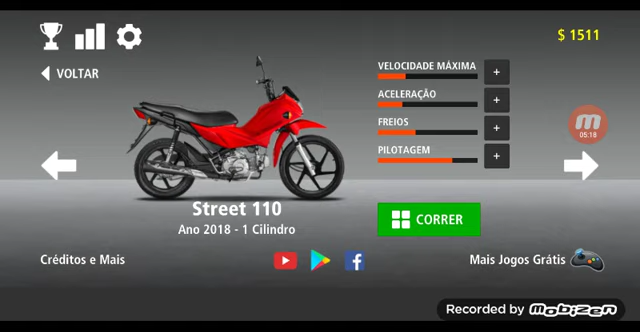 $ 1511
VOLTAR
VELOCIDADE MÁXIMA
+
ACELERAÇÃO
+
FREIOS
+
PILOTAGEM
+
05:18
Street 110
Ano 2018 - 1 Cilindro
CORRER
Créditos e Mais
Mais Jogos Grátis
Recorded by Mobizen